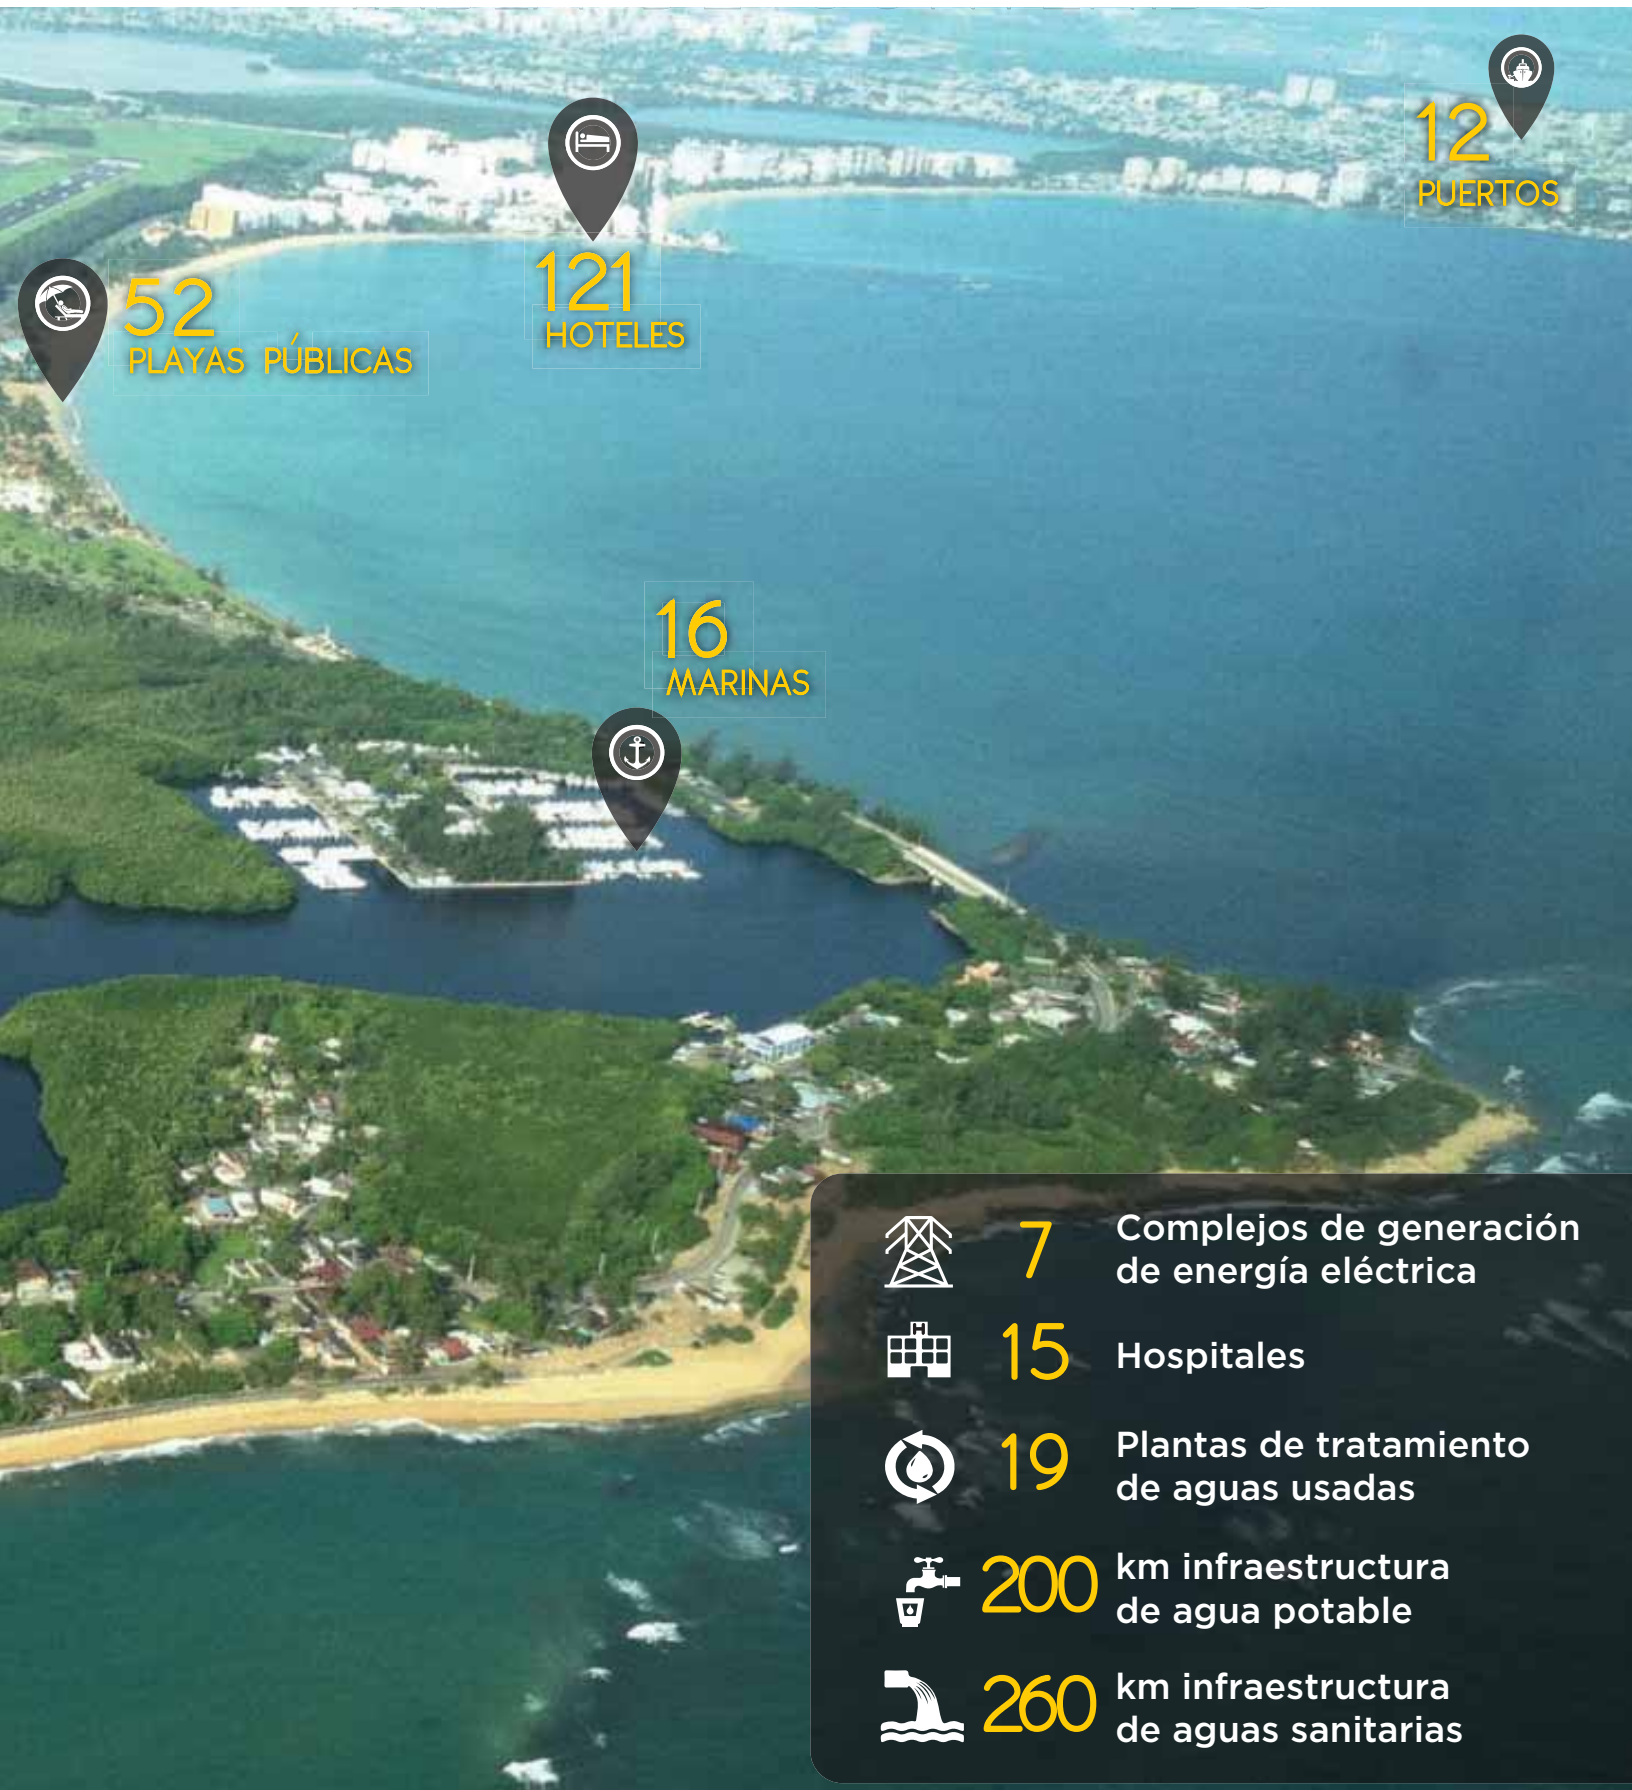 12
PUERTOS
121
HOTELES
52
PLAYAS PÚBLICAS
16
MARINAS
7
Complejos de generación
de energía eléctrica
H
15
Hospitales
19
Plantas de tratamiento
de aguas usadas
200
km infraestructura
de agua potable
260
km infraestructura
de aguas sanitarias